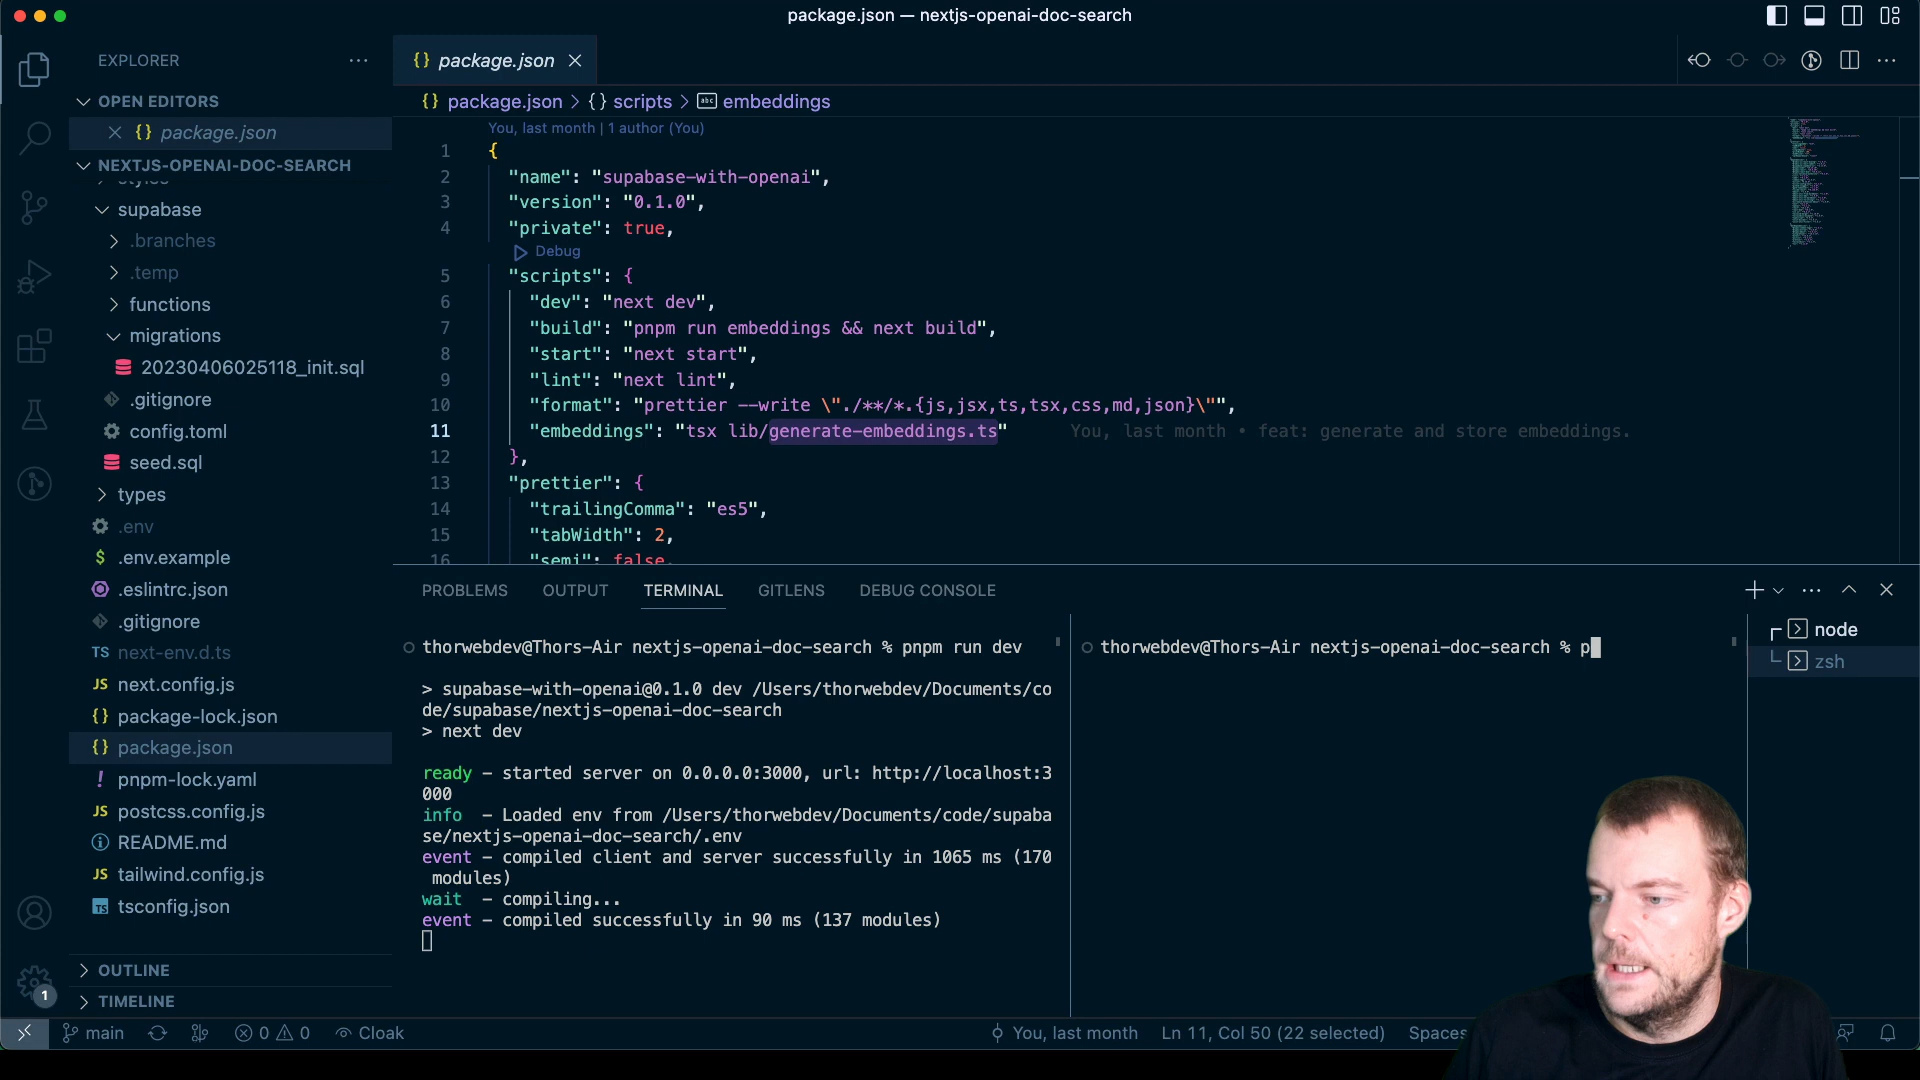 package.json — nextjs-openai-doc-search
EXPLORER
OPEN EDITORS
package.json
NEXTJS-OPENAI-DOC-SEARCH
styles
supabase
.branches
.temp
functions
migrations
20230406025118_init.sql
.gitignore
config.toml
seed.sql
types
.env
.env.example
.eslintrc.json
.gitignore
next-env.d.ts
next.config.js
package-lock.json
package.json
pnpm-lock.yaml
postcss.config.js
README.md
tailwind.config.js
tsconfig.json
OUTLINE
TIMELINE
package.json
package.json > {} scripts > abc embeddings
You, last month | 1 author (You)
1 {
2 "name": "supabase-with-openai",
3 "version": "0.1.0",
4 "private": true,
Debug
5 "scripts": {
6 "dev": "next dev",
7 "build": "pnpm run embeddings && next build",
8 "start": "next start",
9 "lint": "next lint",
10 "format": "prettier --write \"./**/*.{js,jsx,ts,tsx,css,md,json}\"",
11 "embeddings": "tsx lib/generate-embeddings.ts" You, last month • feat: generate and store embeddings.
12 },
13 "prettier": {
14 "trailingComma": "es5",
15 "tabWidth": 2,
16 "semi": false,
PROBLEMS OUTPUT TERMINAL GITLENS DEBUG CONSOLE
thorwebdev@Thors-Air nextjs-openai-doc-search % pnpm run dev
> supabase-with-openai@0.1.0 dev /Users/thorwebdev/Documents/co
de/supabase/nextjs-openai-doc-search
> next dev
ready - started server on 0.0.0.0:3000, url: http://localhost:3
000
info - Loaded env from /Users/thorwebdev/Documents/code/supaba
se/nextjs-openai-doc-search/.env
event - compiled client and server successfully in 1065 ms (170
modules)
wait - compiling...
event - compiled successfully in 90 ms (137 modules)
thorwebdev@Thors-Air nextjs-openai-doc-search % p
node
zsh
1
main 0 0 Cloak You, last month Ln 11, Col 50 (22 selected) Spaces